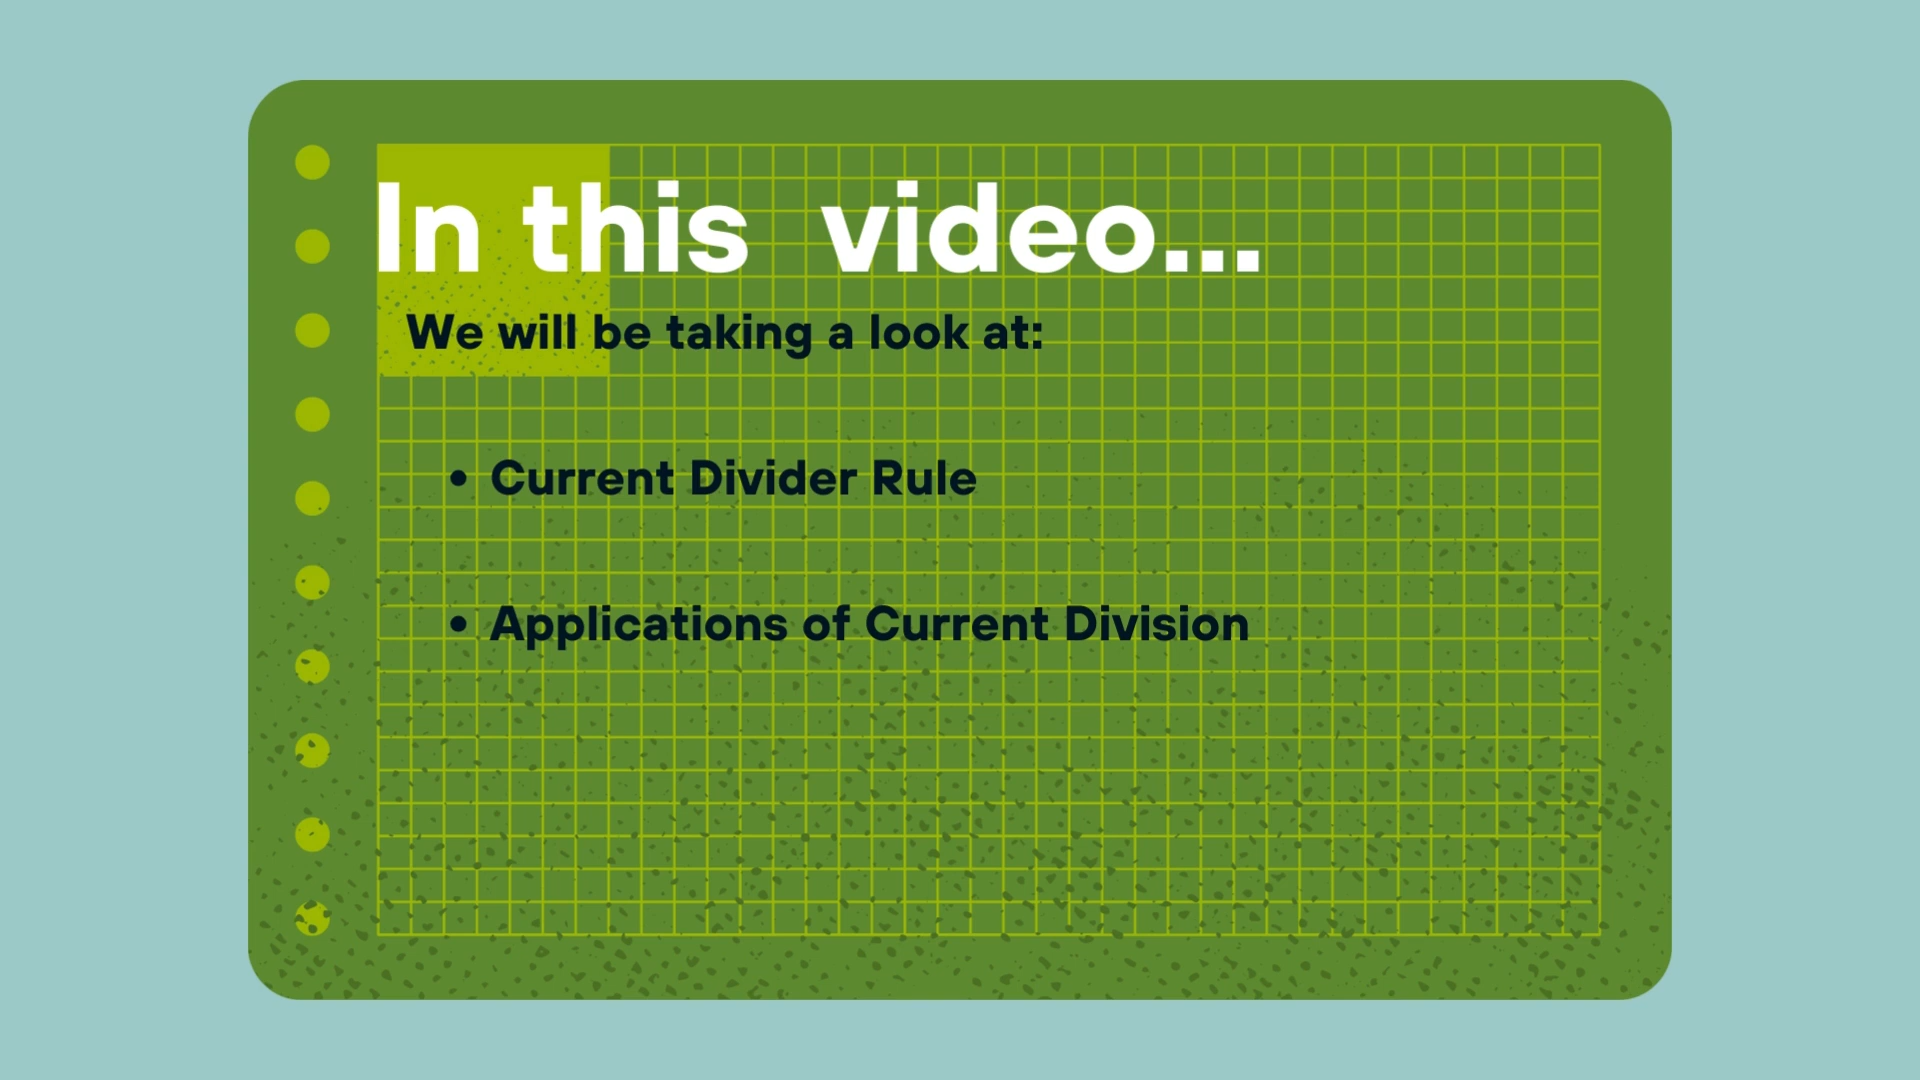 In this video...
We will be taking a look at:
• Current Divider Rule
• Applications of Current Division